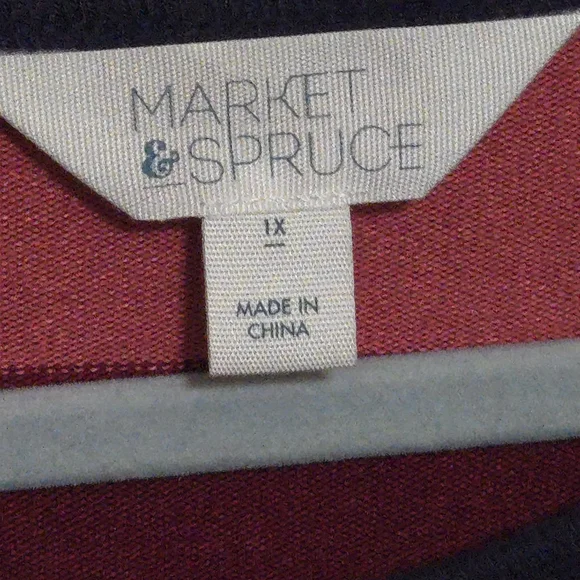 MARKET
& SPRUCE
1X
MADE IN
CHINA